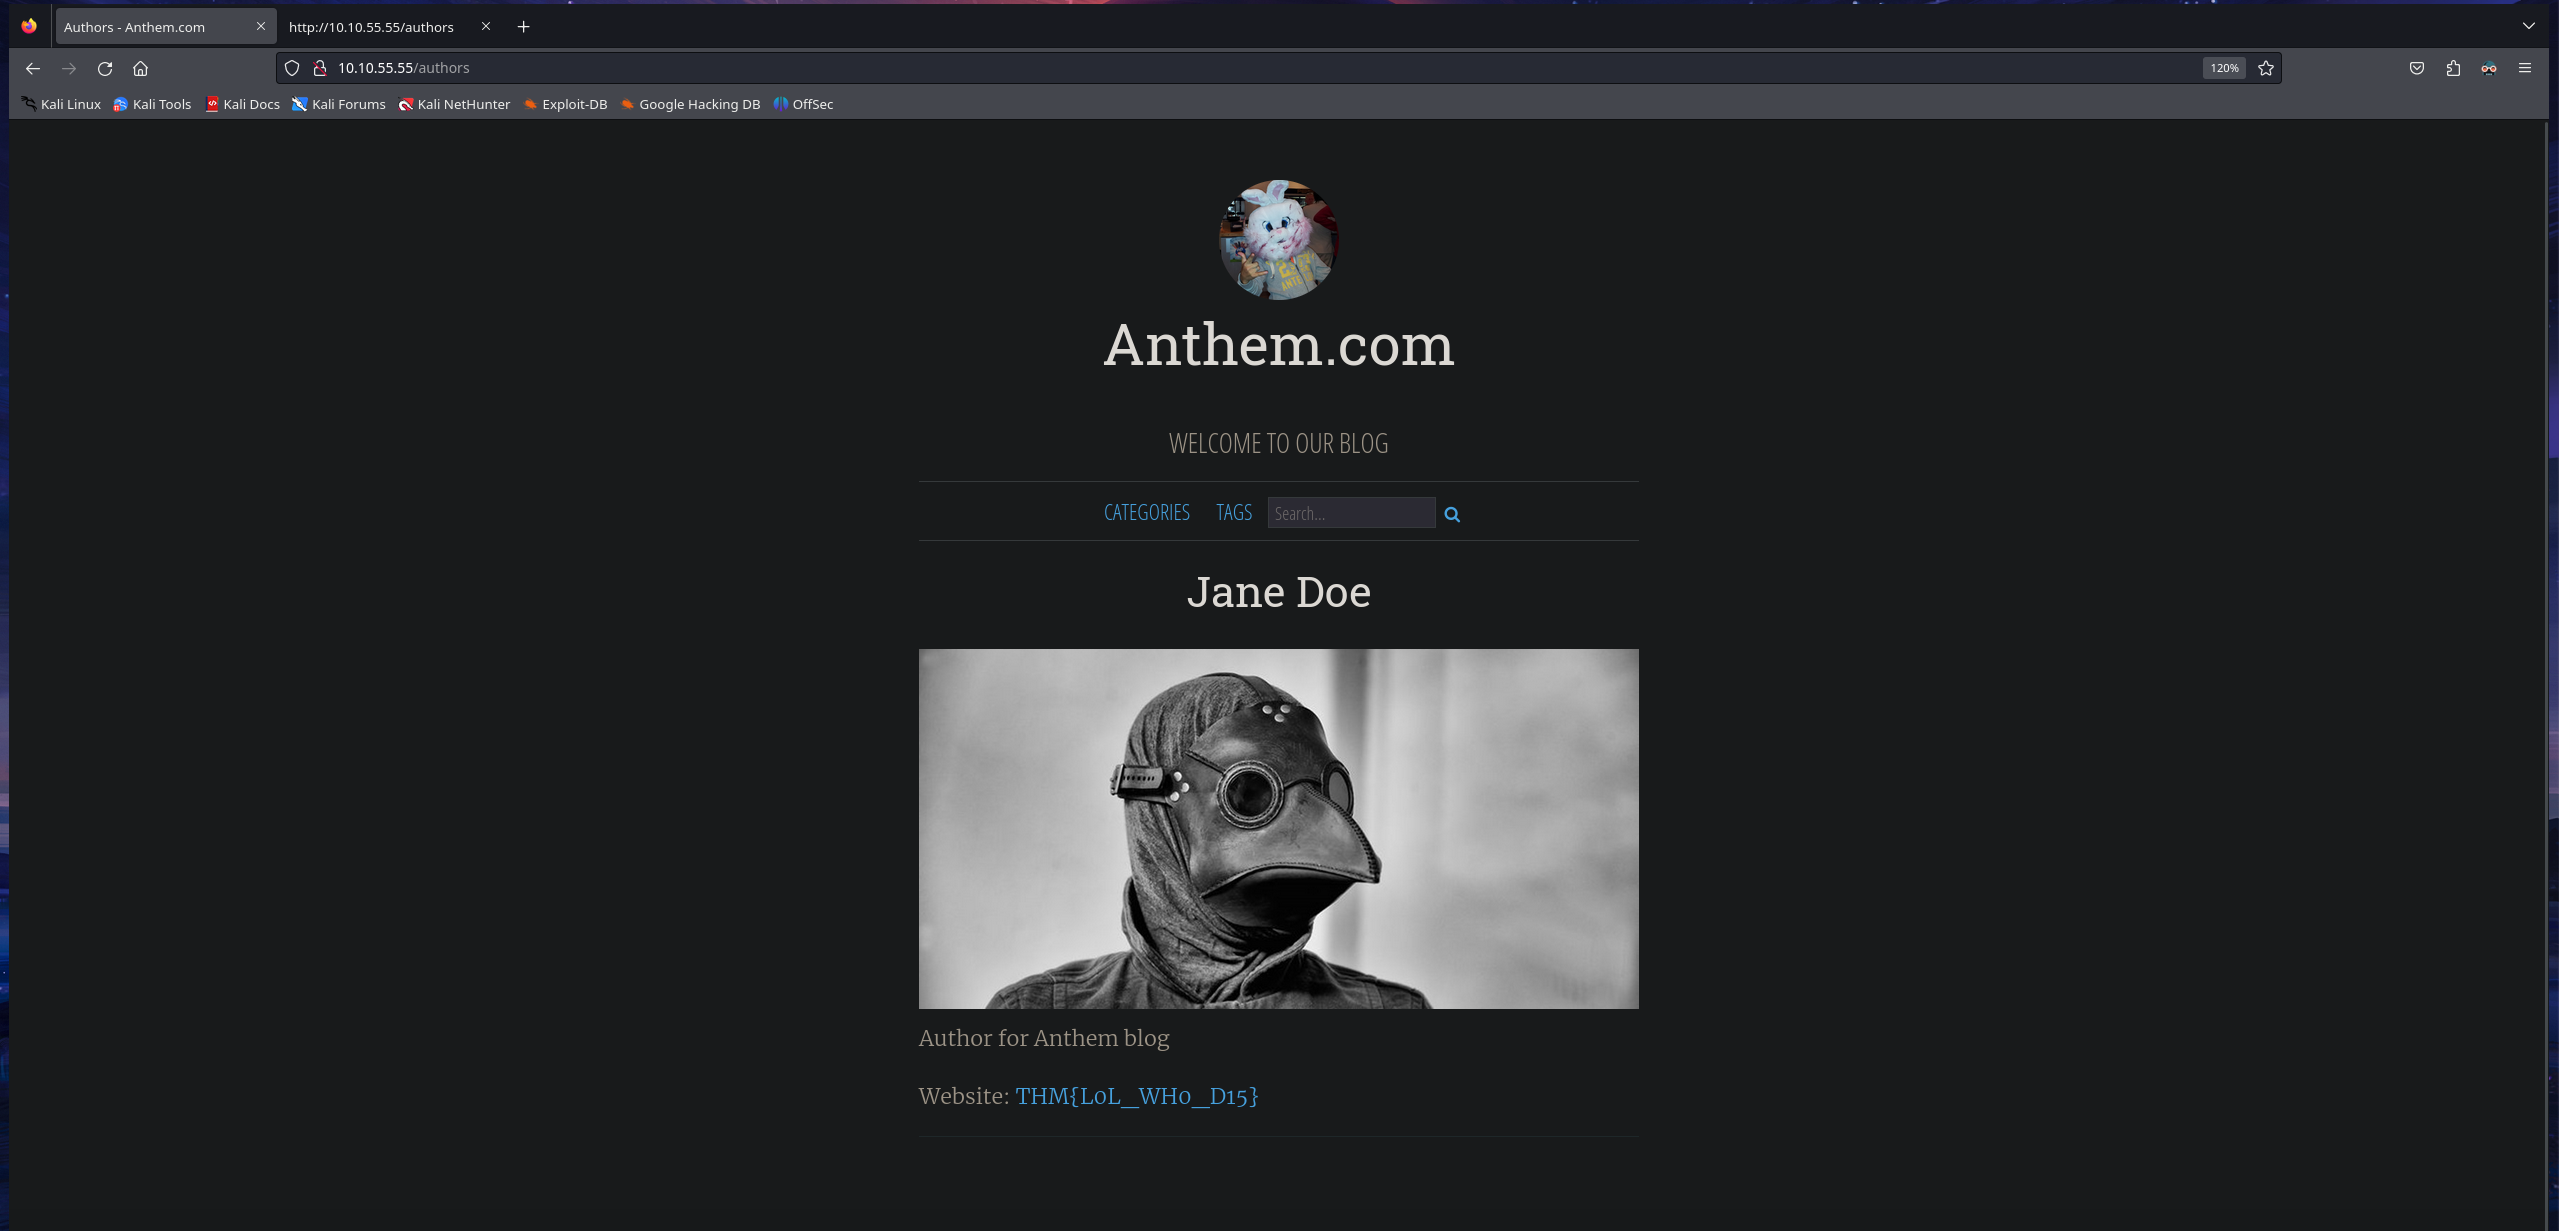 Authors - Anthem.com
http://10.10.55.55/authors
10.10.55.55/authors
120%
Kali Linux Kali Tools Kali Docs Kali Forums Kali NetHunter Exploit-DB Google Hacking DB OffSec
Anthem.com
WELCOME TO OUR BLOG
CATEGORIES TAGS Search...
Jane Doe
Author for Anthem blog
Website: THM{L0L_WH0_D15}